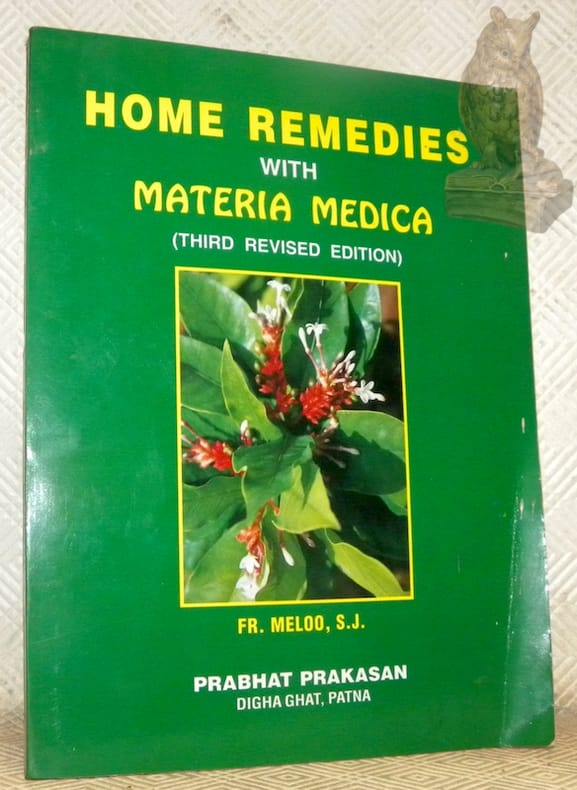 HOME REMEDIES
WITH
MATERIA MEDICA
(THIRD REVISED EDITION)
FR. MELOO, S.J.
PRABHAT PRAKASAN
DIGHA GHAT, PATNA